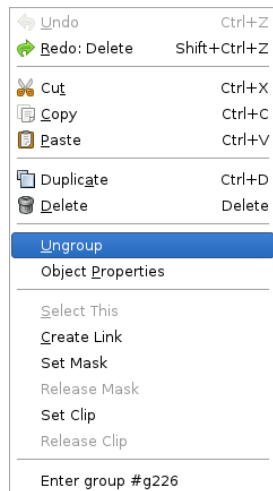 Undo Ctrl+Z
Redo: Delete Shift+Ctrl+Z
Cut Ctrl+X
Copy Ctrl+C
Paste Ctrl+V
Duplicate Ctrl+D
Delete Delete
Ungroup
Object Properties
Select This
Create Link
Set Mask
Release Mask
Set Clip
Release Clip
Enter group #g226